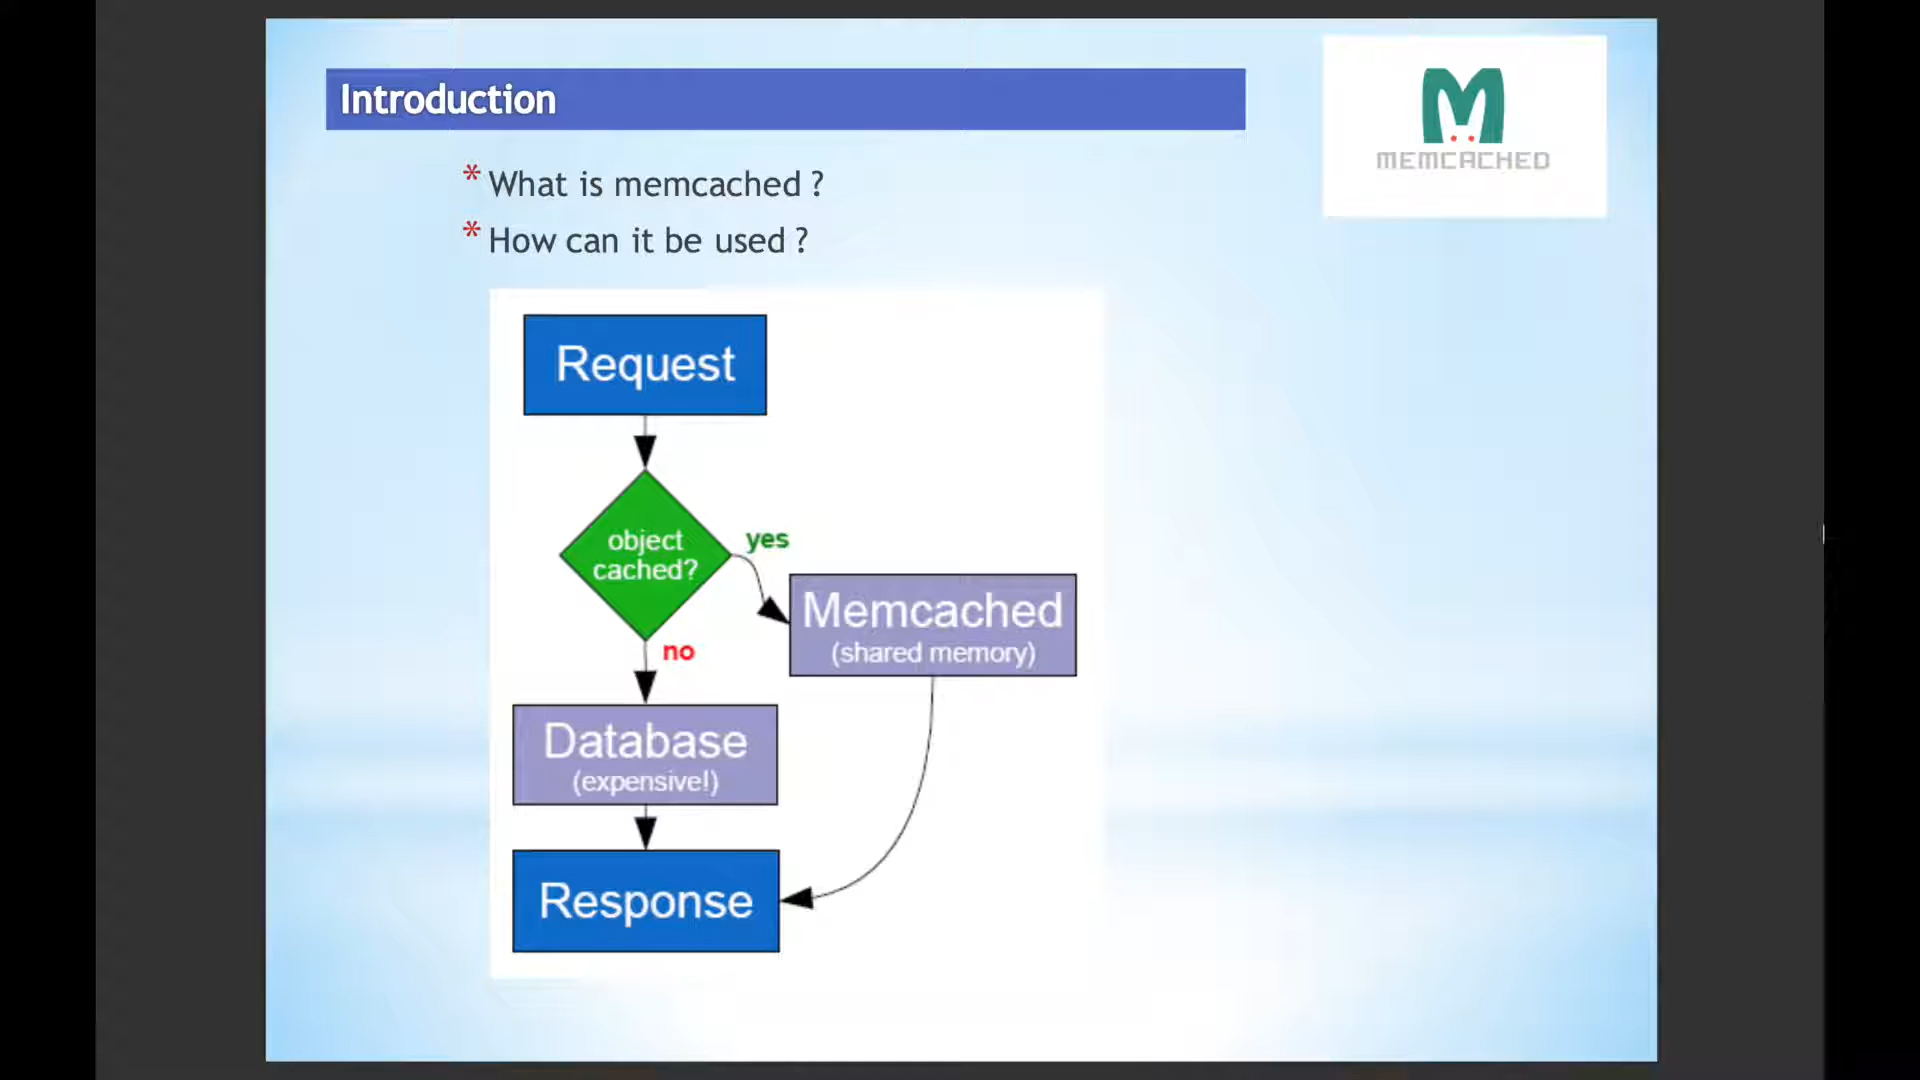 Introduction
MEMCACHED
* What is memcached ?
* How can it be used ?
Request
object
cached?
yes
Memcached
(shared memory)
no
Database
(expensive!)
Response